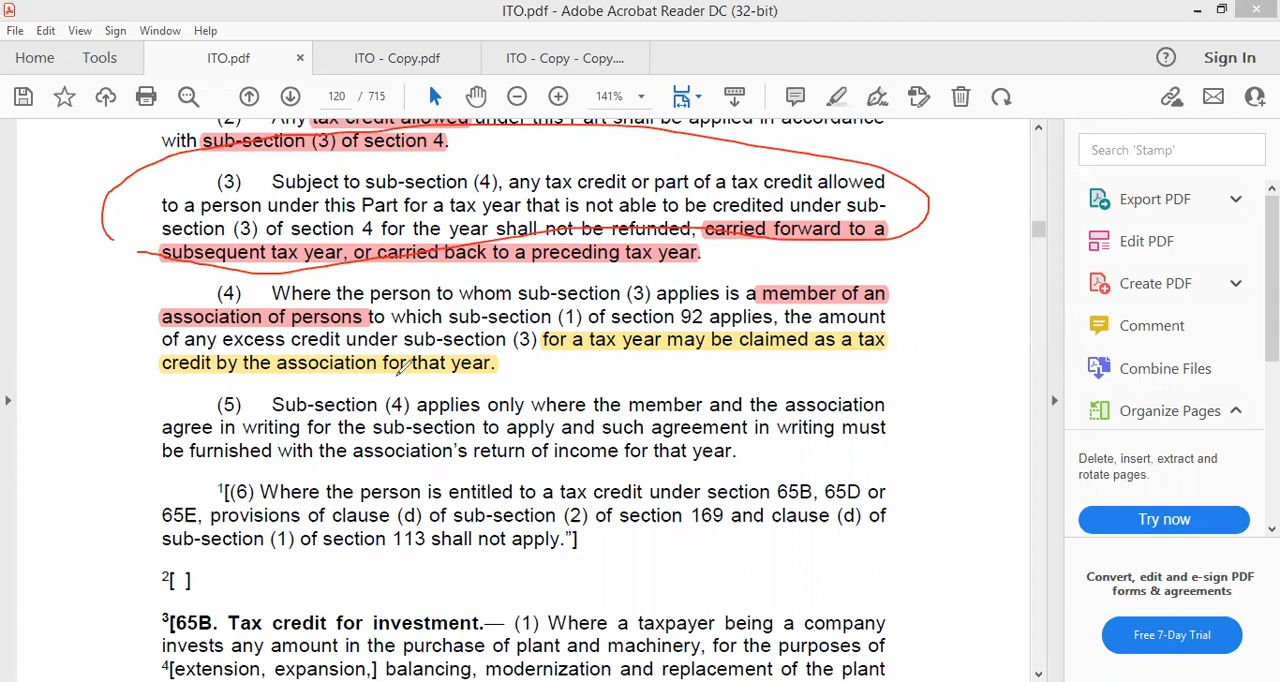 ITO.pdf - Adobe Acrobat Reader DC (32-bit)
File Edit View Sign Window Help
Home Tools ITO.pdf × ITO - Copy.pdf ITO - Copy - Copy.... ? Sign In
120 / 715 141%
(2) Any tax credit allowed under this Part shall be applied in accordance
with sub-section (3) of section 4.
(3) Subject to sub-section (4), any tax credit or part of a tax credit allowed
to a person under this Part for a tax year that is not able to be credited under sub-
section (3) of section 4 for the year shall not be refunded, carried forward to a
subsequent tax year, or carried back to a preceding tax year.
(4) Where the person to whom sub-section (3) applies is a member of an
association of persons to which sub-section (1) of section 92 applies, the amount
of any excess credit under sub-section (3) for a tax year may be claimed as a tax
credit by the association for that year.
(5) Sub-section (4) applies only where the member and the association
agree in writing for the sub-section to apply and such agreement in writing must
be furnished with the association's return of income for that year.
1[(6) Where the person is entitled to a tax credit under section 65B, 65D or
65E, provisions of clause (d) of sub-section (2) of section 169 and clause (d) of
sub-section (1) of section 113 shall not apply.”]
2[ ]
3[65B. Tax credit for investment.— (1) Where a taxpayer being a company
invests any amount in the purchase of plant and machinery, for the purposes of
4[extension, expansion,] balancing, modernization and replacement of the plant
Search 'Stamp'
Export PDF
Edit PDF
Create PDF
Comment
Combine Files
Organize Pages
Delete, insert, extract and
rotate pages.
Try now
Convert, edit and e-sign PDF
forms & agreements
Free 7-Day Trial